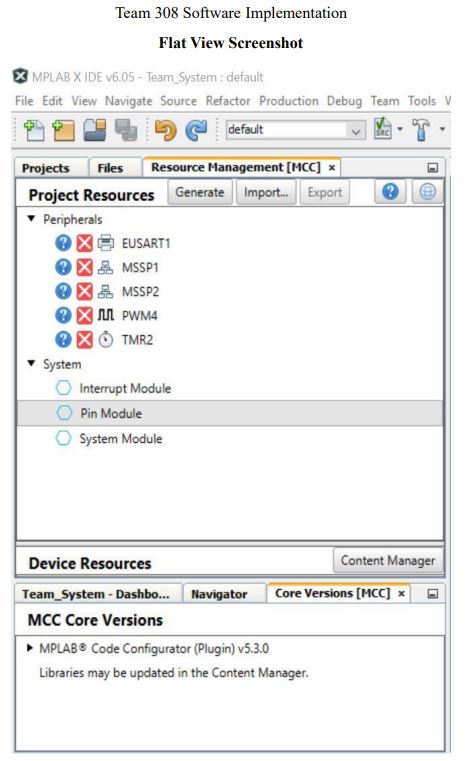 Team 308 Software Implementation
Flat View Screenshot
MPLAB X IDE v6.05 - Team_System : default
File Edit View Navigate Source Refactor Production Debug Team Tools
default
SRC
Projects Files Resource Management [MCC] ×
Project Resources Generate Import... Export
Peripherals
EUSART1
MSSP1
MSSP2
PWM4
TMR2
System
Interrupt Module
Pin Module
System Module
Device Resources Content Manager
Team_System - Dashbo... Navigator Core Versions [MCC] ×
MCC Core Versions
MPLAB® Code Configurator (Plugin) v5.3.0
Libraries may be updated in the Content Manager.